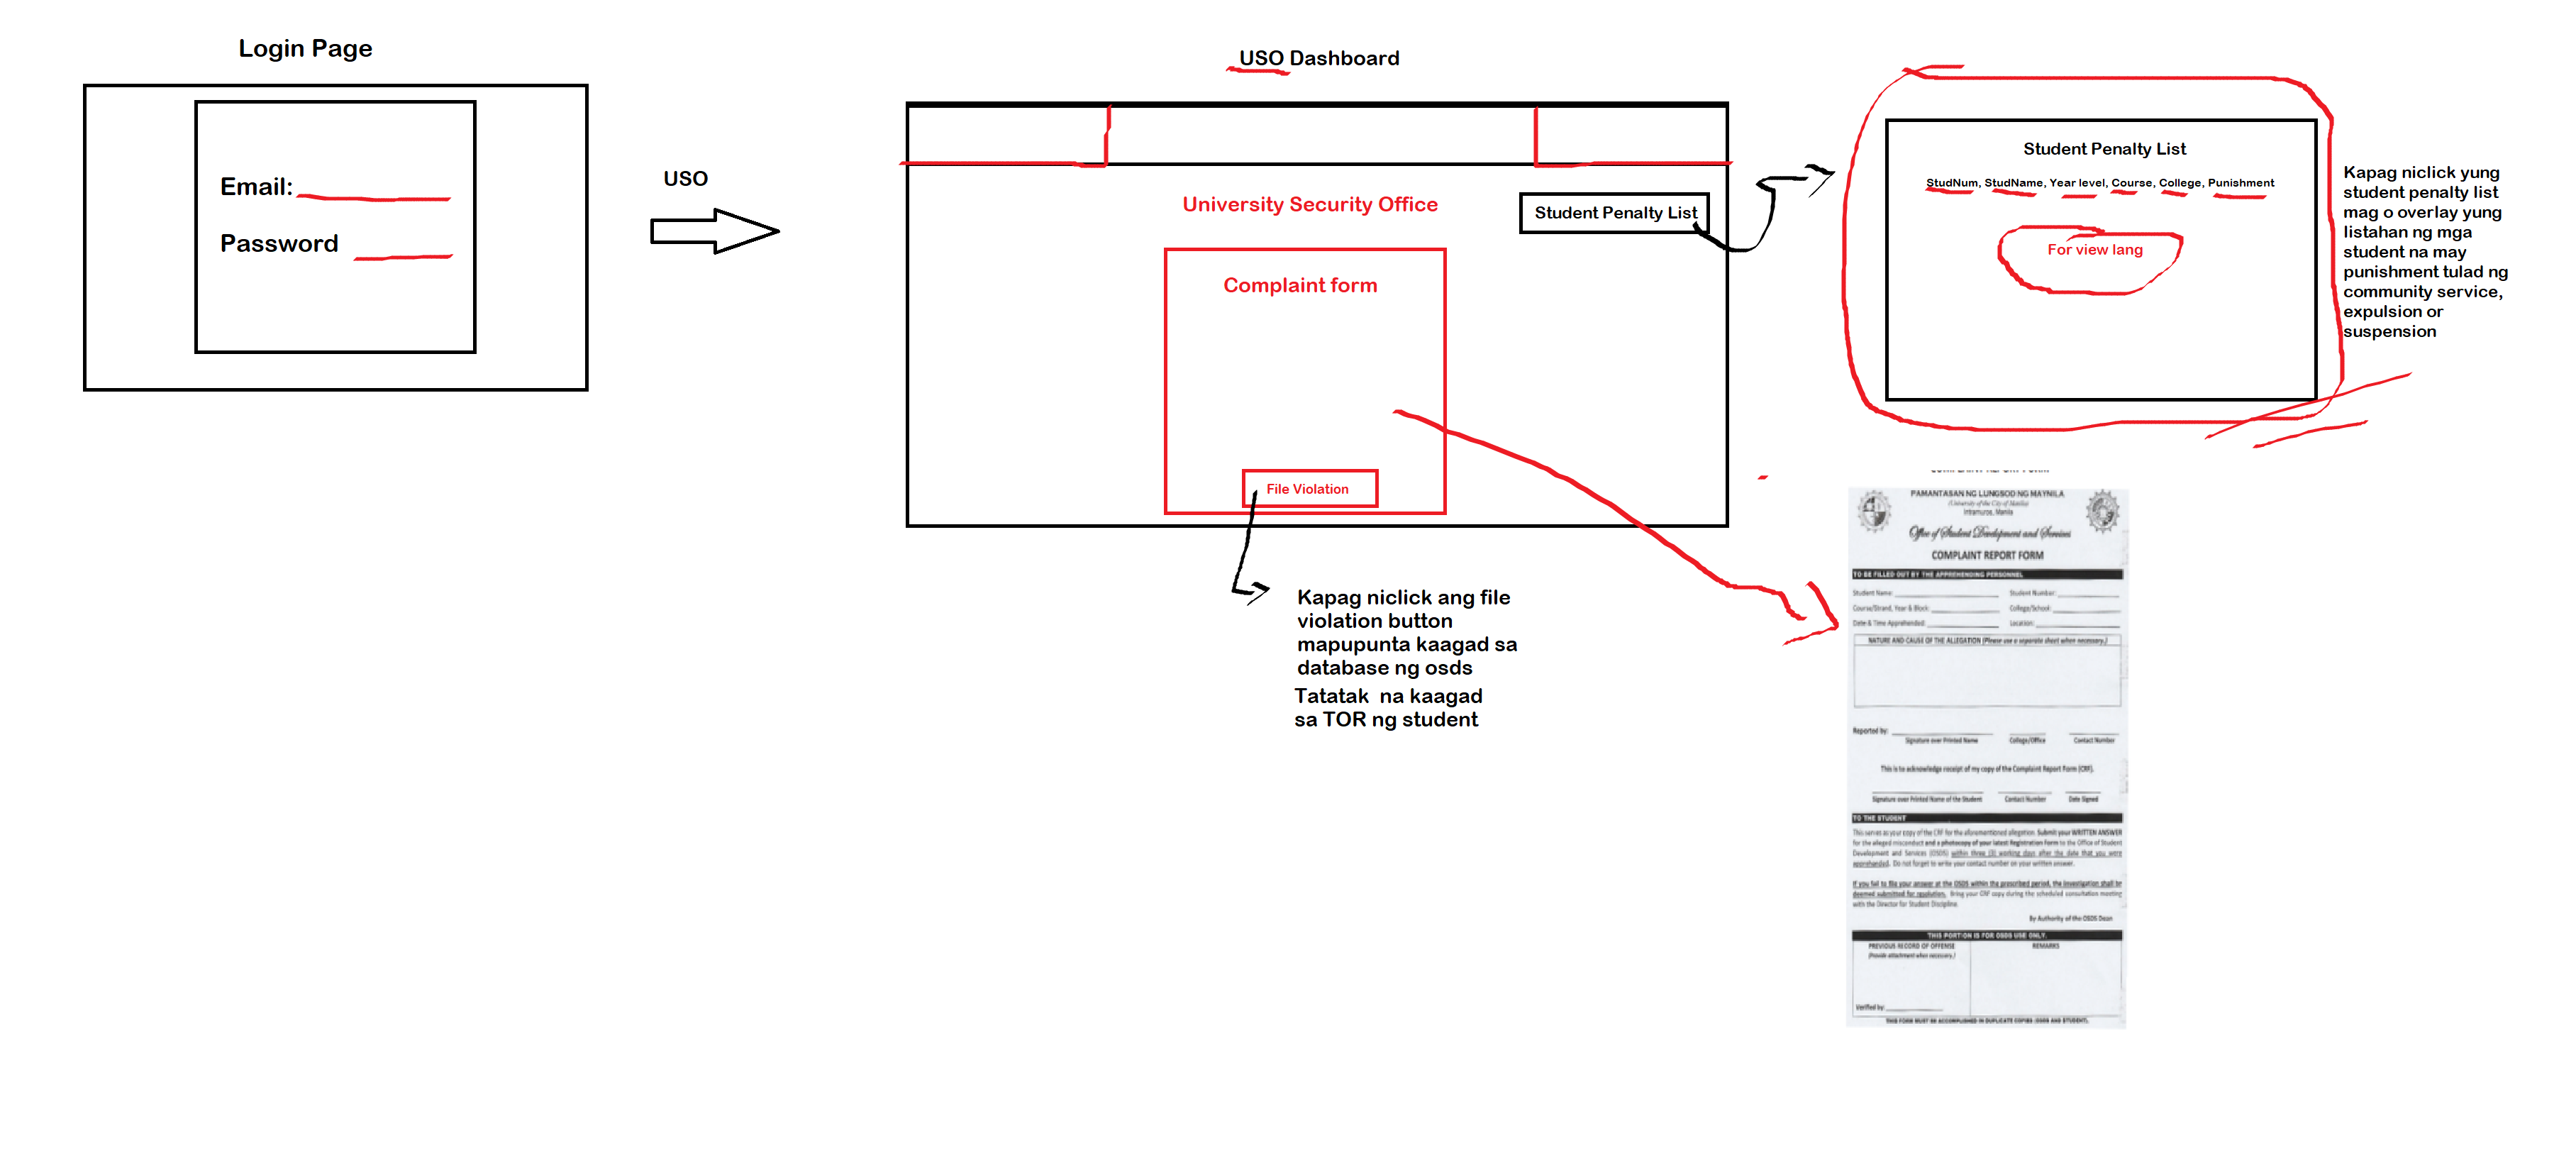 Login Page
Email:
Password
USO
USO Dashboard
University Security Office
Student Penalty List
Complaint form
File Violation
Kapag niclick ang file
violation button
mapupunta kaagad sa
database ng osds
Tatatak na kaagad
sa TOR ng student
Student Penalty List
StudNum, StudName, Year level, Course, College, Punishment
For view lang
Kapag niclick yung
student penalty list
mag o overlay yung
listahan ng mga
student na may
punishment tulad ng
community service,
expulsion or
suspension
PAMANTASAN NG LUNGSOD NG MAYNILA
(University of the City of Manila)
Intramuros, Manila
Office of Student Development and Services
COMPLAINT REPORT FORM
TO BE FILLED OUT BY THE APPREHENDING PERSONNEL
Student Name: Student Number:
Course/Strand, Year & Block: College/School:
Date & Time Apprehended: Location:
NATURE AND CAUSE OF THE ALLEGATION (Please use a separate sheet when necessary.)
Reported by:
Signature over Printed Name College/Office Contact Number
This is to acknowledge receipt of my copy of the Complaint Report Form (CRF).
Signature over Printed Name of the Student Contact Number Date Signed
TO THE STUDENT
This serves as your copy of the CRF for the aforementioned allegation. Submit your WRITTEN ANSWER
for the alleged misconduct and a photocopy of your latest Registration Form to the Office of Student
Development and Services (OSDS) within three (3) working days after the date that you were
apprehended. Do not forget to write your contact number on your written answer.
If you fail to file your answer at the OSDS within the prescribed period, the investigation shall be
deemed submitted for resolution. Bring your CRF copy during the scheduled consultation meeting
with the Director for Student Discipline.
By Authority of the OSDS Dean
THIS PORTION IS FOR OSDS USE ONLY.
PREVIOUS RECORD OF OFFENSE REMARKS
(Provide attachment when necessary.)
Verified by:
THIS FORM MUST BE ACCOMPLISHED IN DUPLICATE COPIES (OSDS AND STUDENT).